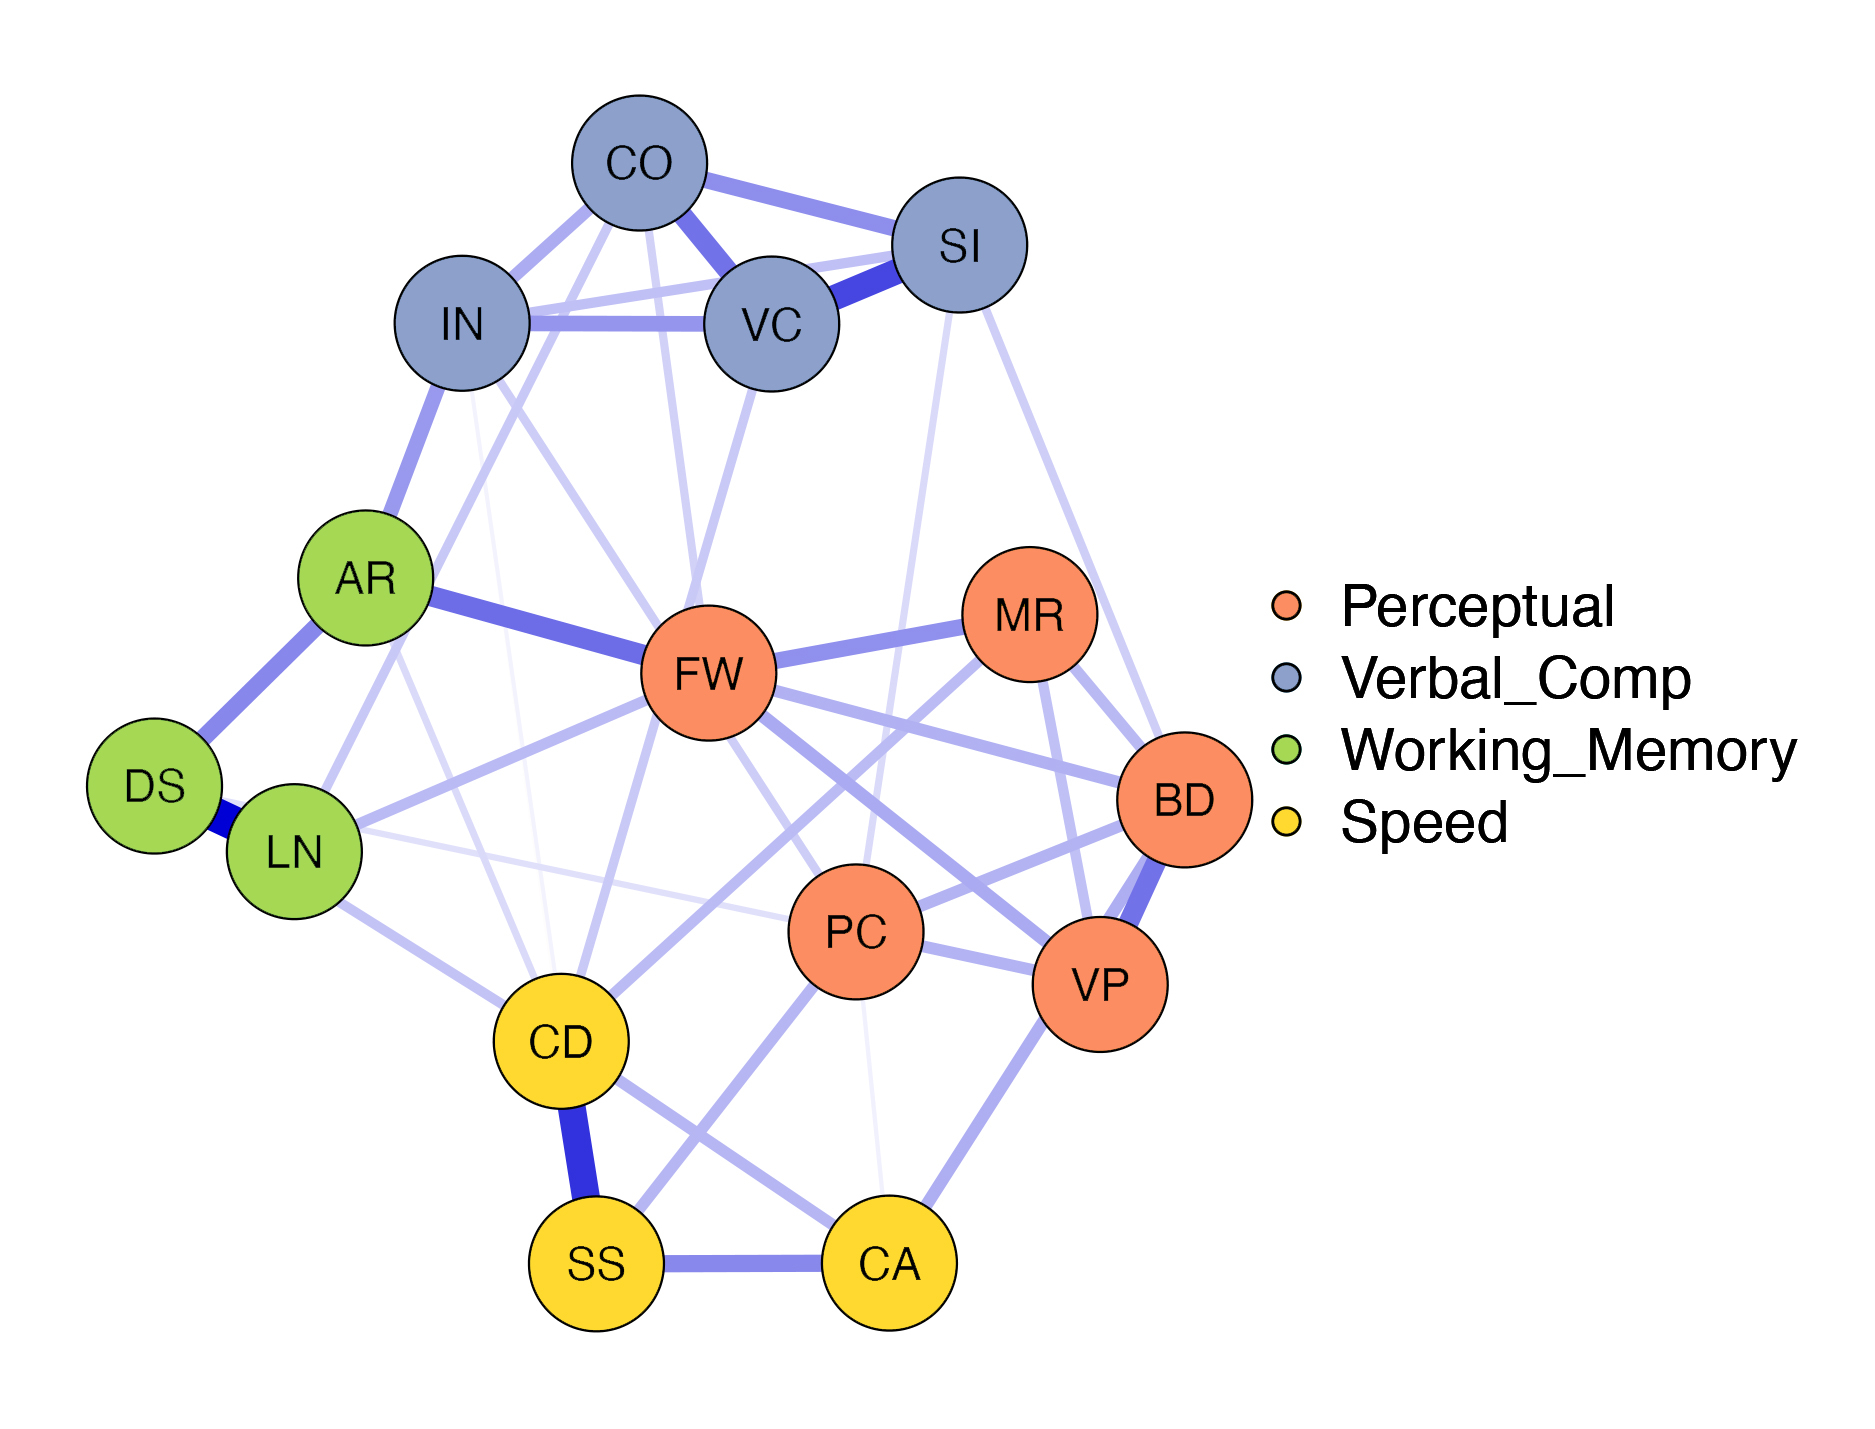 CO
SI
IN
VC
AR
MR
FW
DS
LN
BD
PC
VP
CD
SS
CA
Perceptual
Verbal_Comp
Working_Memory
Speed